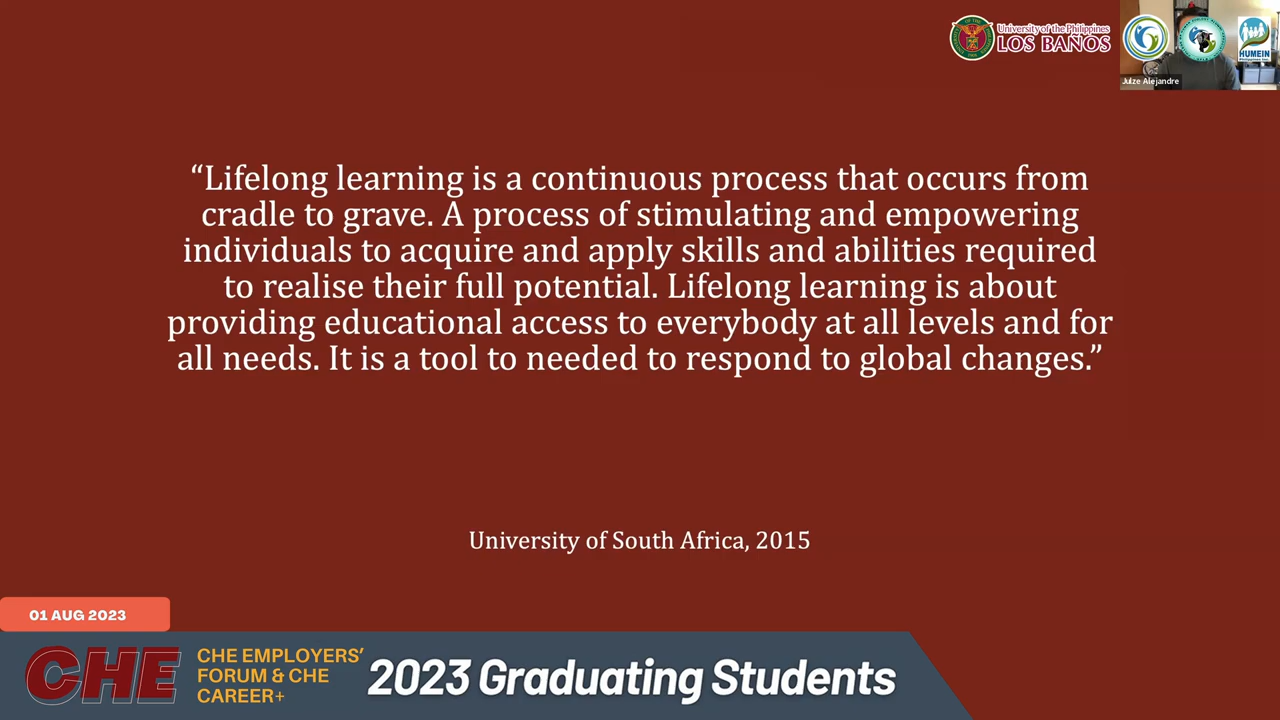 University of the Philippines
LOS BAÑOS
HUMEIN
Philippines Inc.
Julze Alejandre
“Lifelong learning is a continuous process that occurs from
cradle to grave. A process of stimulating and empowering
individuals to acquire and apply skills and abilities required
to realise their full potential. Lifelong learning is about
providing educational access to everybody at all levels and for
all needs. It is a tool to needed to respond to global changes.”
University of South Africa, 2015
01 AUG 2023
CHE
CHE EMPLOYERS’
FORUM & CHE
CAREER+
2023 Graduating Students